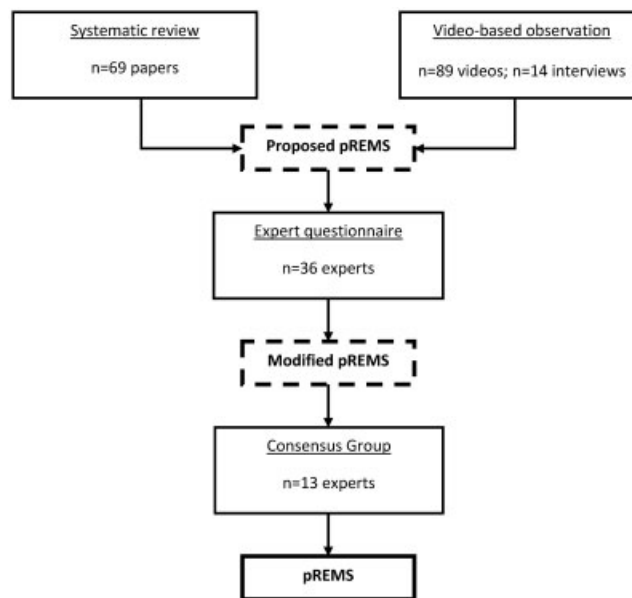 Systematic review
n=69 papers
Video-based observation
n=89 videos; n=14 interviews
Proposed pREMS
Expert questionnaire
n=36 experts
Modified pREMS
Consensus Group
n=13 experts
pREMS